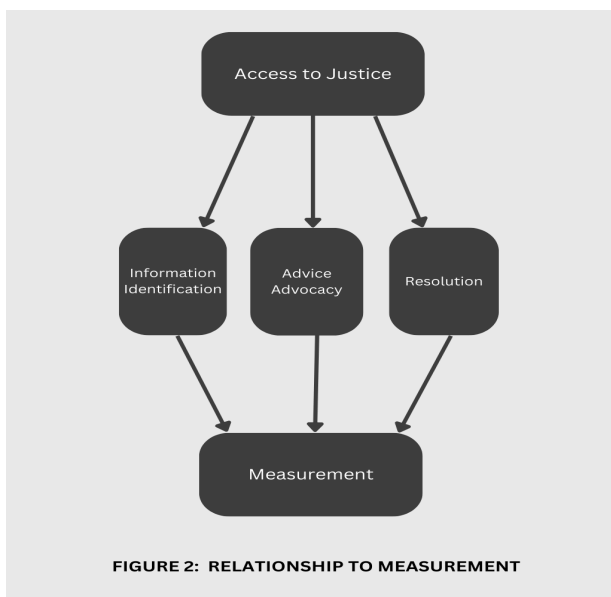 Access to Justice
Information
Identification
Advice
Advocacy
Resolution
Measurement
FIGURE 2: RELATIONSHIP TO MEASUREMENT